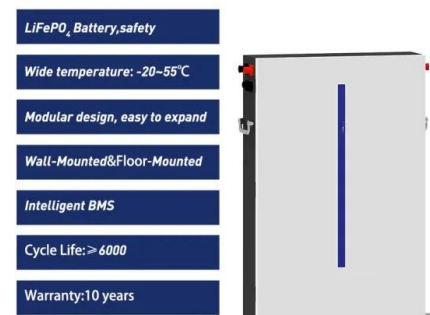 LiFePO₄ Battery,safety
Wide temperature: -20~55℃
Modular design, easy to expand
Wall-Mounted&Floor-Mounted
Intelligent BMS
Cycle Life:≥6000
Warranty:10 years